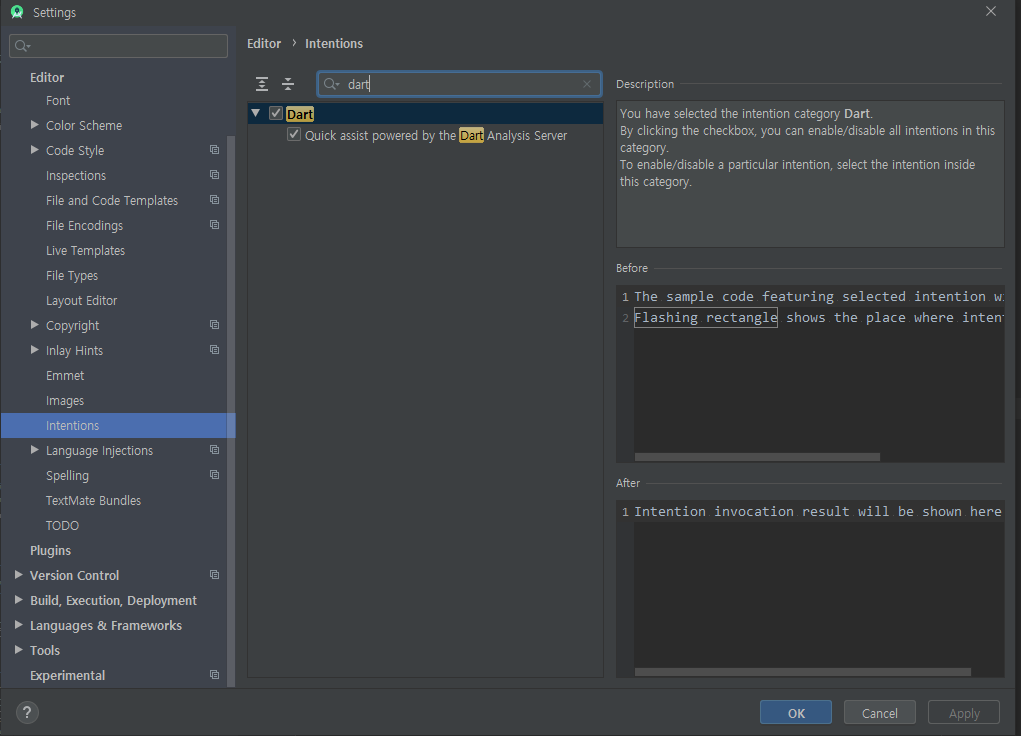 Settings
Editor
Font
Color Scheme
Code Style
Inspections
File and Code Templates
File Encodings
Live Templates
File Types
Layout Editor
Copyright
Inlay Hints
Emmet
Images
Intentions
Language Injections
Spelling
TextMate Bundles
TODO
Plugins
Version Control
Build, Execution, Deployment
Languages & Frameworks
Tools
Experimental
Editor › Intentions
dart
Dart
Quick assist powered by the Dart Analysis Server
Description
You have selected the intention category Dart.
By clicking the checkbox, you can enable/disable all intentions in this
category.
To enable/disable a particular intention, select the intention inside
this category.
Before
1 The sample code featuring selected intention
2 Flashing rectangle shows the place where
After
1 Intention invocation result will be shown here
?
OK
Cancel
Apply